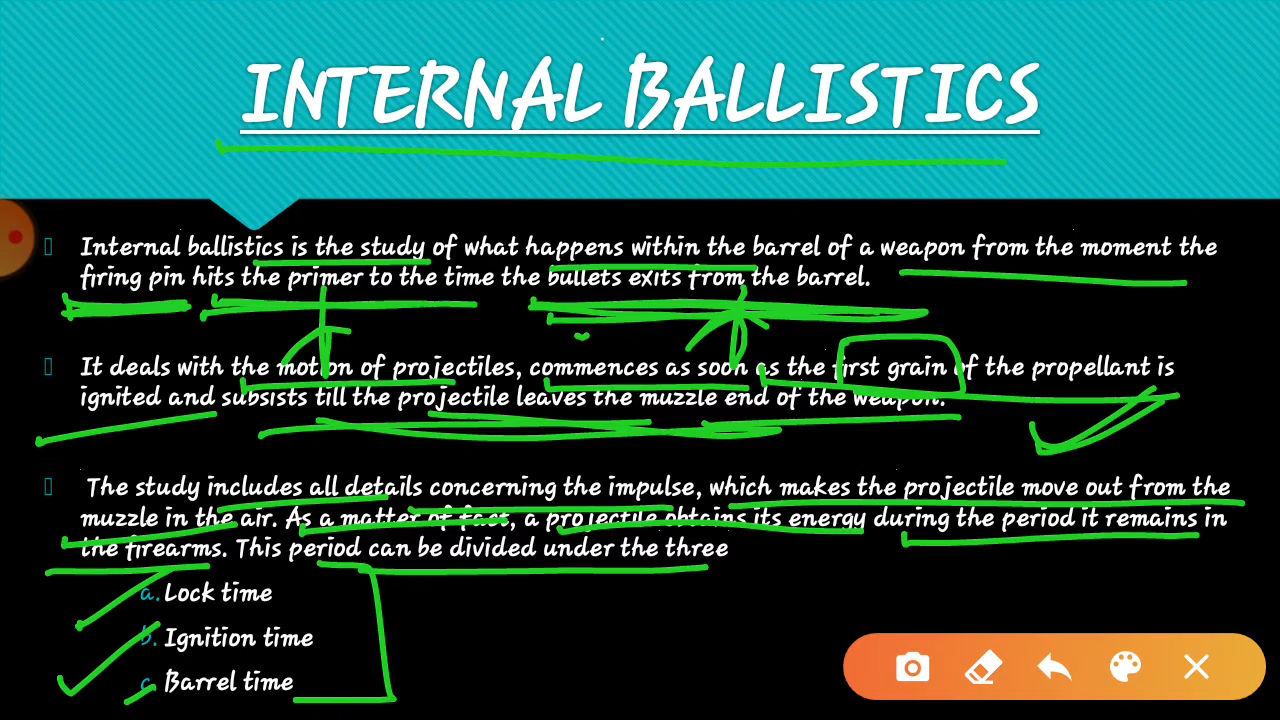 INTERNAL BALLISTICS
Internal ballistics is the study of what happens within the barrel of a weapon from the moment the
firing pin hits the primer to the time the bullets exits from the barrel.
It deals with the motion of projectiles, commences as soon as the first grain of the propellant is
ignited and subsists till the projectile leaves the muzzle end of the weapon.
The study includes all details concerning the impulse, which makes the projectile move out from the
muzzle in the air. As a matter of fact, a projectile obtains its energy during the period it remains in
the firearms. This period can be divided under the three
a. Lock time
b. Ignition time
c. Barrel time